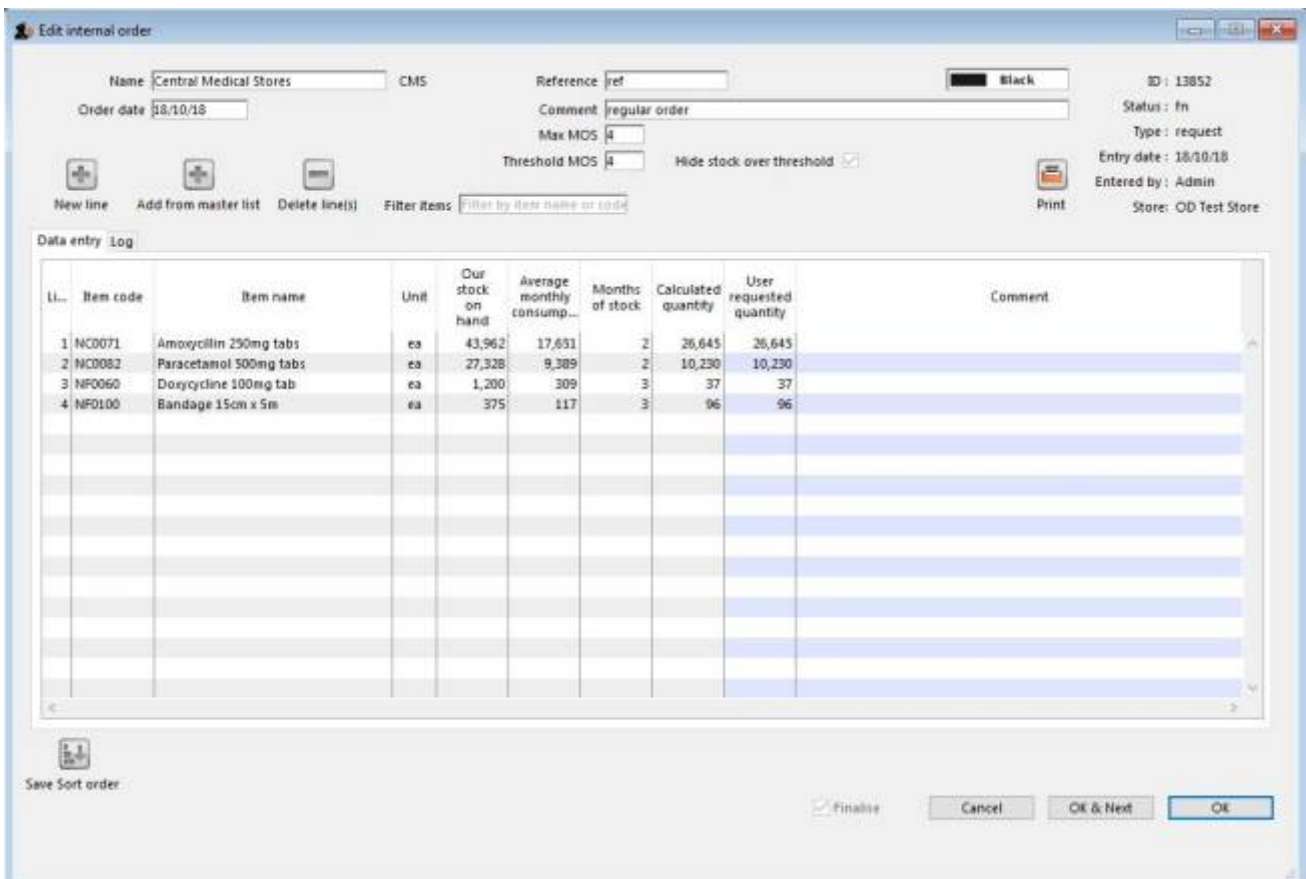 Edit internal order
Name Central Medical Stores CMS Reference ref Black ID : 13852
Order date 18/10/18 Comment regular order Status : fn
Max MOS 4 Type : request
Threshold MOS 4 Hide stock over threshold Entry date : 18/10/18
Entered by : Admin
New line Add from master list Delete line(s) Filter items Filter by item name or code Print Store: OD Test Store
Data entry Log
Li... Item code Item name Unit Our stock on hand Average monthly consump... Months of stock Calculated quantity User requested quantity Comment
1 NC0071 Amoxycillin 250mg tabs ea 43,962 17,651 2 26,645 26,645
2 NC0082 Paracetamol 500mg tabs ea 27,328 9,389 2 10,230 10,230
3 NF0060 Doxycycline 100mg tab ea 1,200 309 3 37 37
4 NF0100 Bandage 15cm x 5m ea 375 117 3 96 96
Save Sort order
Finalise Cancel OK & Next OK